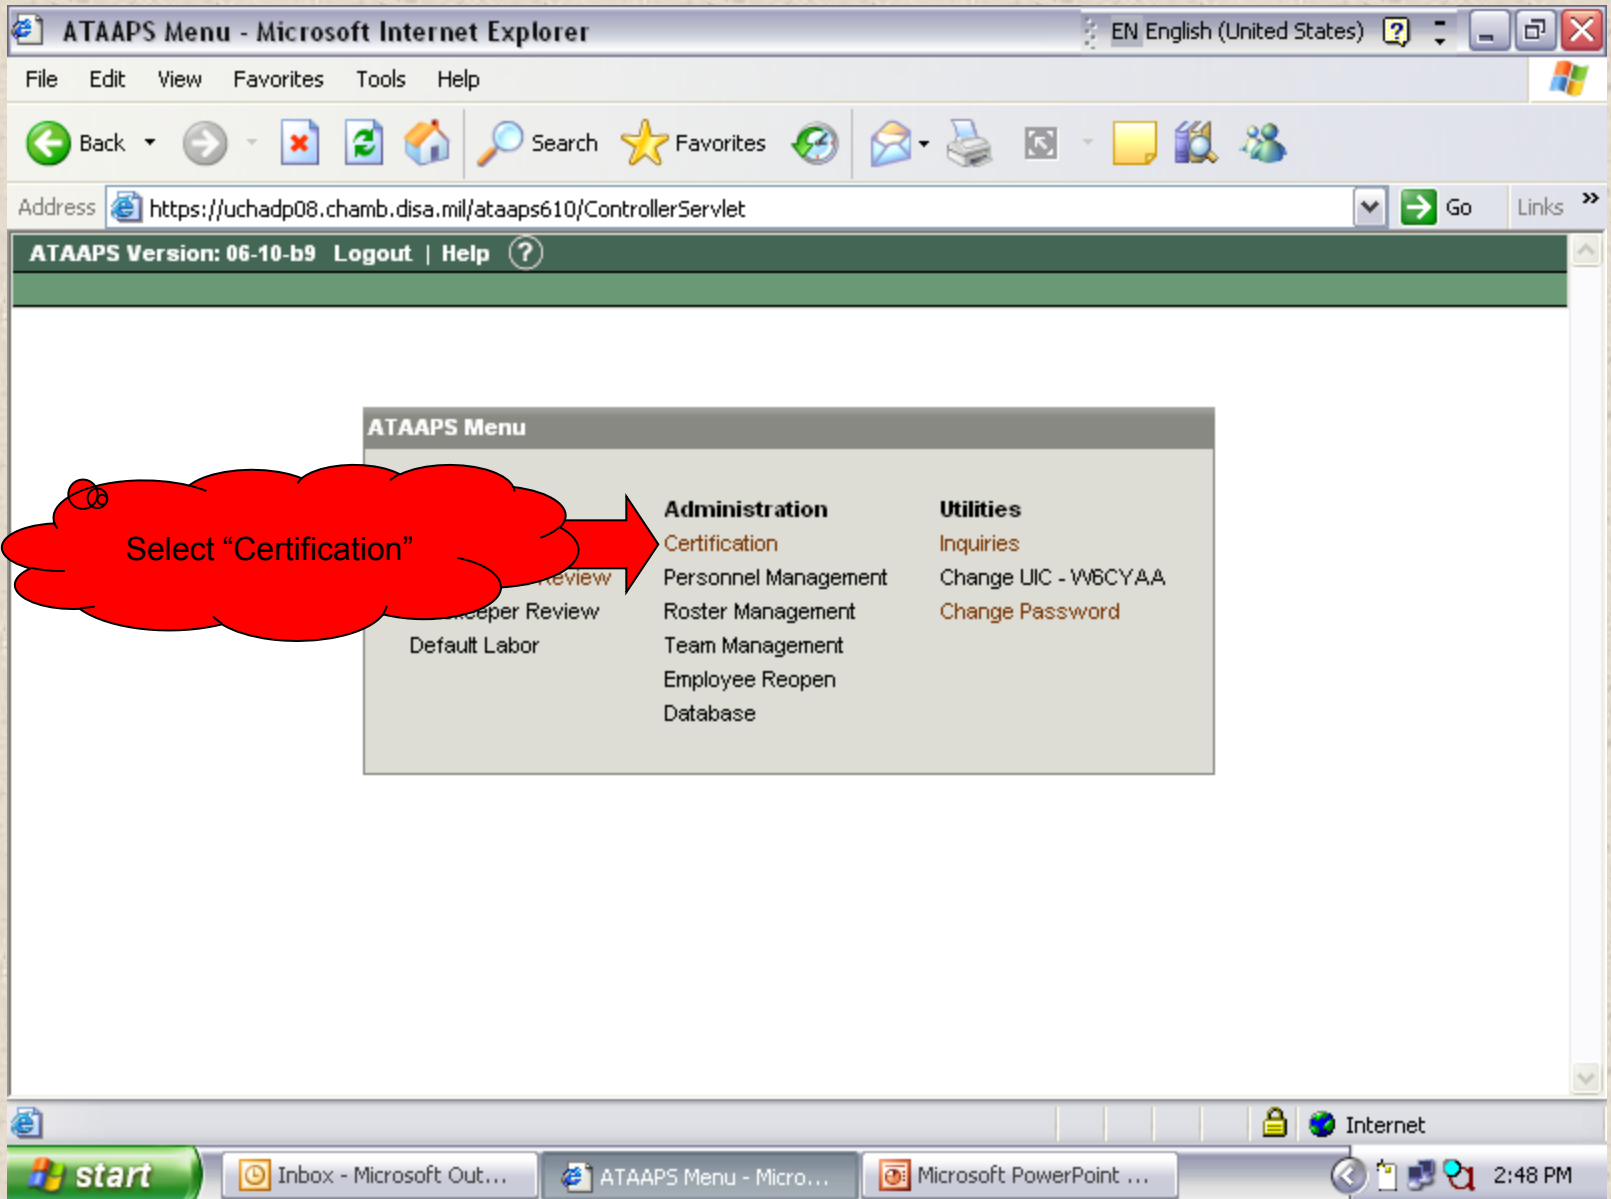 ATAAPS Menu - Microsoft Internet Explorer
EN English (United States)
File Edit View Favorites Tools Help
Back Search Favorites
Address https://uchadp08.chamb.disa.mil/ataaps610/ControllerServlet Go Links »
ATAAPS Version: 06-10-b9 Logout | Help ?
ATAAPS Menu
Select “Certification”
Review
Review
Default Labor
Administration
Certification
Personnel Management
Roster Management
Team Management
Employee Reopen
Database
Utilities
Inquiries
Change UIC - W6CYAA
Change Password
Internet
start Inbox - Microsoft Out... ATAAPS Menu - Micro... Microsoft PowerPoint ... 2:48 PM